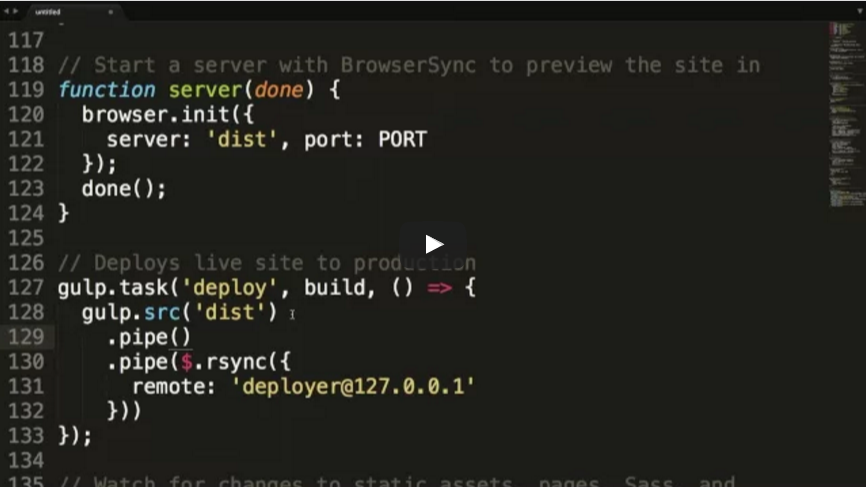 untitled
117
118 // Start a server with BrowserSync to preview the site in
119 function server(done) {
120 browser.init({
121 server: 'dist', port: PORT
122 });
123 done();
124 }
125
126 // Deploys live site to production
127 gulp.task('deploy', build, () => {
128 gulp.src('dist')
129 .pipe()
130 .pipe($.rsync({
131 remote: 'deployer@127.0.0.1'
132 }))
133 });
134
135 // Watch for changes to static assets, pages, Sass, and